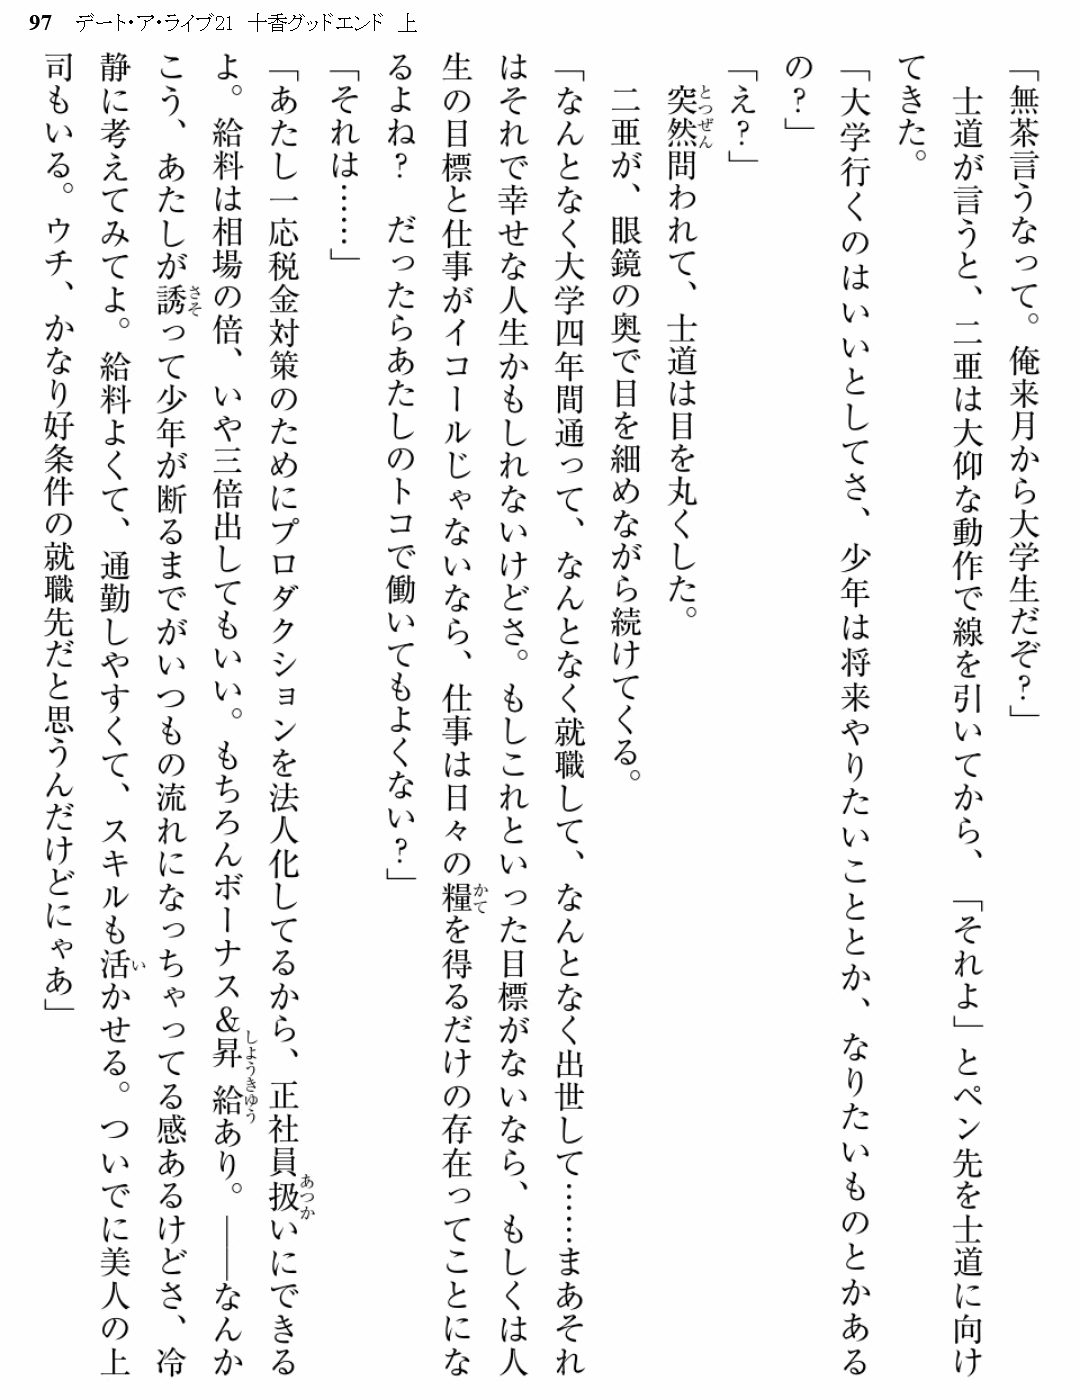 97 デート・ア・ライブ21 十香グッドエンド 上
「無茶言うなって。俺来月から大学生だぞ？」
士道が言うと、二亜は大仰な動作で線を引いてから、「それよ」とペン先を士道に向け
てきた。
「大学行くのはいいとしてさ、少年は将来やりたいこととか、なりたいものとかある
の？」
「え？」
突然問われて、士道は目を丸くした。
二亜が、眼鏡の奥で目を細めながら続けてくる。
「なんとなく大学四年間通って、なんとなく就職して、なんとなく出世して……まあそれ
はそれで幸せな人生かもしれないけどさ。もしこれといった目標がないなら、もしくは人
生の目標と仕事がイコールじゃないなら、仕事は日々の糧を得るだけの存在ってことにな
るよね？　だったらあたしのトコで働いてもよくない？」
「それは……」
「あたし一応税金対策のためにプロダクションを法人化してるから、正社員扱いにできる
よ。給料は相場の倍、いや三倍出してもいい。もちろんボーナス＆昇給あり。――なんか
こう、あたしが誘って少年が断るまでがいつもの流れになっちゃってる感あるけどさ、冷
静に考えてみてよ。給料よくて、通勤しやすくて、スキルも活かせる。ついでに美人の上
司もいる。ウチ、かなり好条件の就職先だと思うんだけどにゃあ」